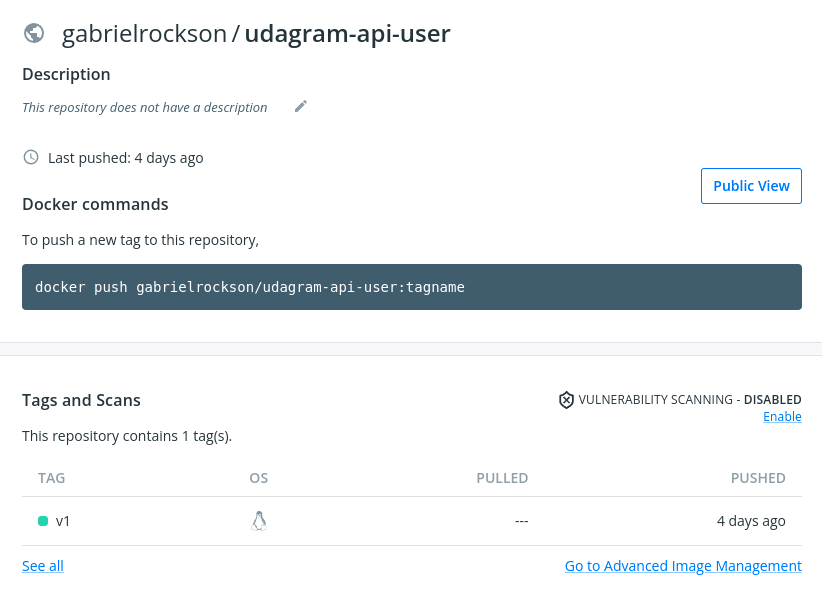 gabrielrockson / udagram-api-user
Description
This repository does not have a description
Last pushed: 4 days ago
Public View
Docker commands
To push a new tag to this repository,
docker push gabrielrockson/udagram-api-user:tagname
Tags and Scans
VULNERABILITY SCANNING - DISABLED
Enable
This repository contains 1 tag(s).
TAG OS PULLED PUSHED
v1 --- 4 days ago
See all Go to Advanced Image Management